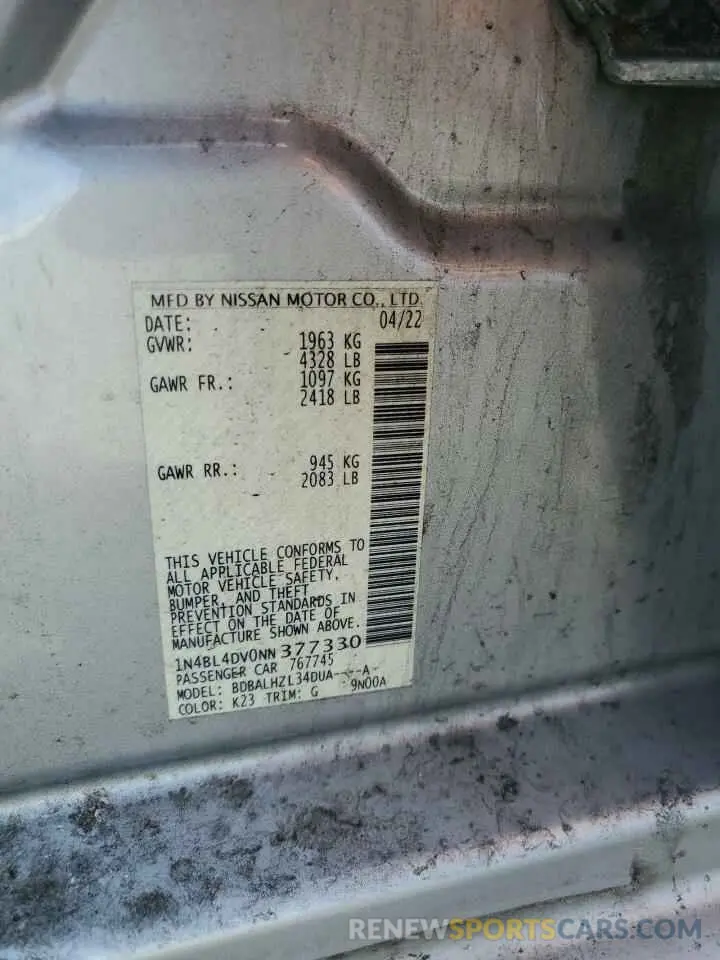 MFD BY NISSAN MOTOR CO., LTD.
DATE: 04/22
GVWR: 1963 KG
4328 LB
GAWR FR.: 1097 KG
2418 LB
GAWR RR.: 945 KG
2083 LB
THIS VEHICLE CONFORMS TO
ALL APPLICABLE FEDERAL
MOTOR VEHICLE SAFETY,
BUMPER, AND THEFT
PREVENTION STANDARDS IN
EFFECT ON THE DATE OF
MANUFACTURE SHOWN ABOVE.
1N4BL4DV0NN377330
PASSENGER CAR 767745
MODEL: BDBALHZL34DUA----A-
COLOR: K23 TRIM: G 9N00A
RENEWSPORTSCARS.COM